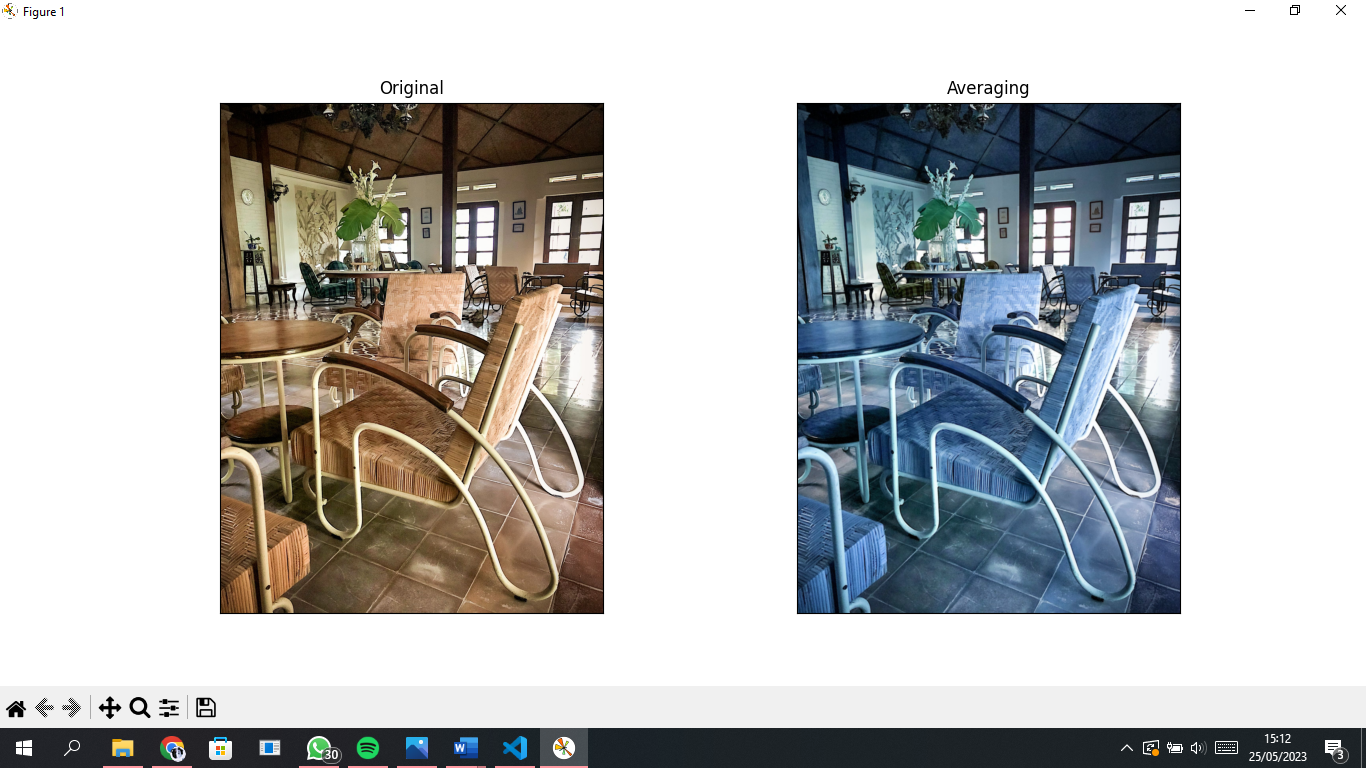 Figure 1
Original
Averaging
30
15:12
25/05/2023
3